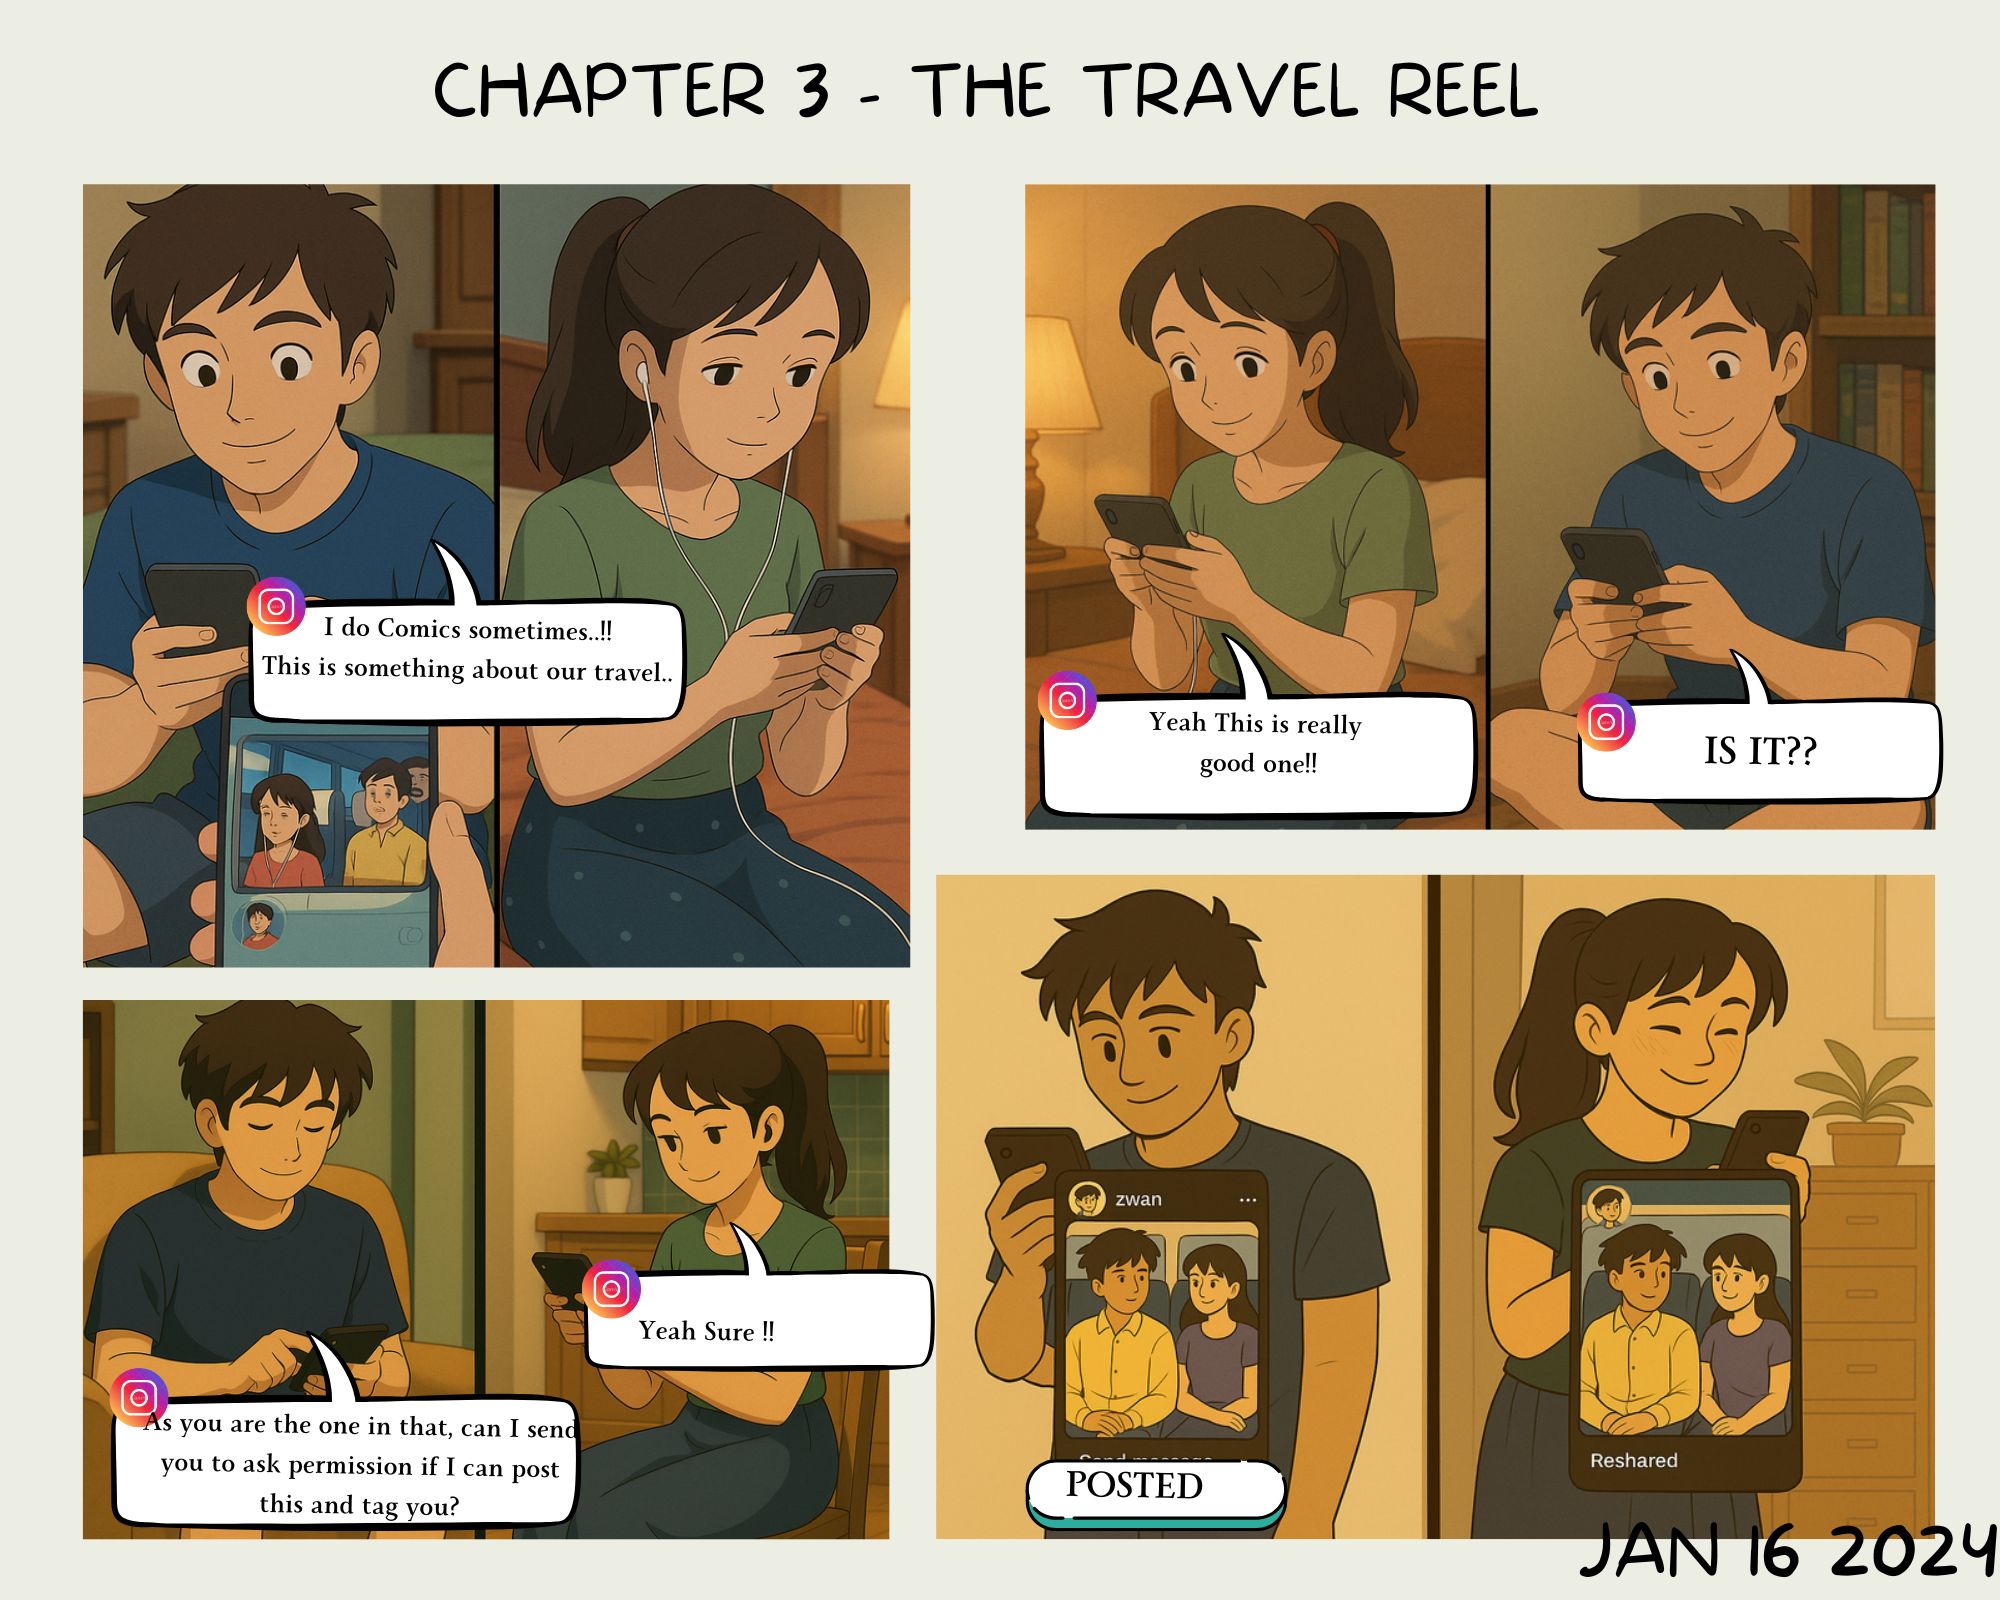 CHAPTER 3 - THE TRAVEL REEL
I do Comics sometimes..!!
This is something about our travel..
Yeah This is really
good one!!
IS IT??
As you are the one in that, can I send
you to ask permission if I can post
this and tag you?
Yeah Sure !!
zwan
Send message
POSTED
Reshared
JAN 16 2024